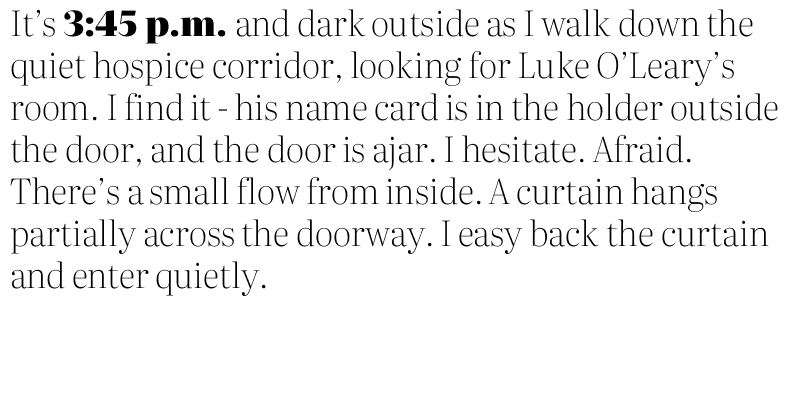 It’s 3:45 p.m. and dark outside as I walk down the
quiet hospice corridor, looking for Luke O’Leary’s
room. I find it - his name card is in the holder outside
the door, and the door is ajar. I hesitate. Afraid.
There’s a small flow from inside. A curtain hangs
partially across the doorway. I easy back the curtain
and enter quietly.